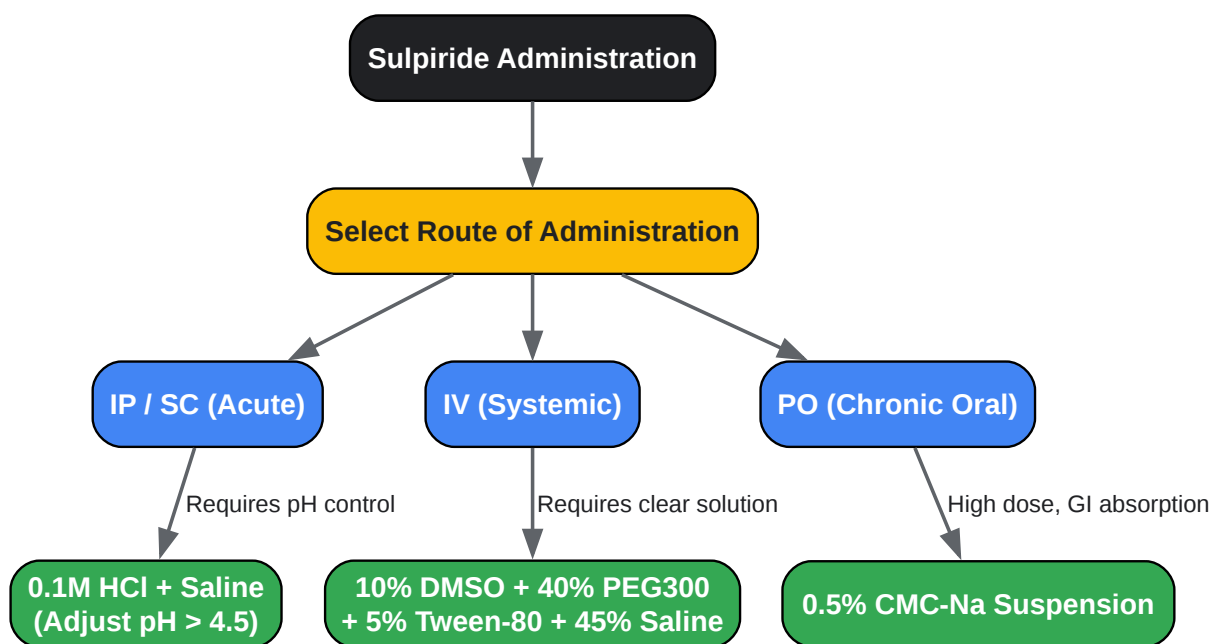 Sulpiride Administration
Select Route of Administration
IP / SC (Acute)
IV (Systemic)
PO (Chronic Oral)
Requires pH control
Requires clear solution
High dose, GI absorption
0.1M HCl + Saline
(Adjust pH > 4.5)
10% DMSO + 40% PEG300
+ 5% Tween-80 + 45% Saline
0.5% CMC-Na Suspension